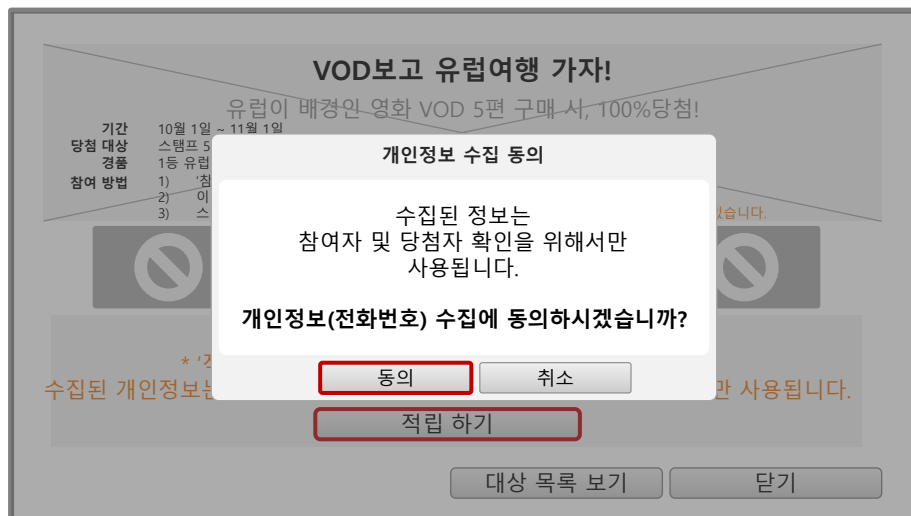 VOD보고 유럽여행 가자!
유럽이 배경인 영화 VOD 5편 구매 시, 100%당첨!
기간 10월 1일 ~ 11월 1일
당첨 대상 스탬프 5
경품 1등 유럽
참여 방법 1) '참
2) 이
3) 스 있습니다.
개인정보 수집 동의
수집된 정보는
참여자 및 당첨자 확인을 위해서만
사용됩니다.
개인정보(전화번호) 수집에 동의하시겠습니까?
동의 취소
수집된 개인정보는 만 사용됩니다.
적립 하기
대상 목록 보기 닫기